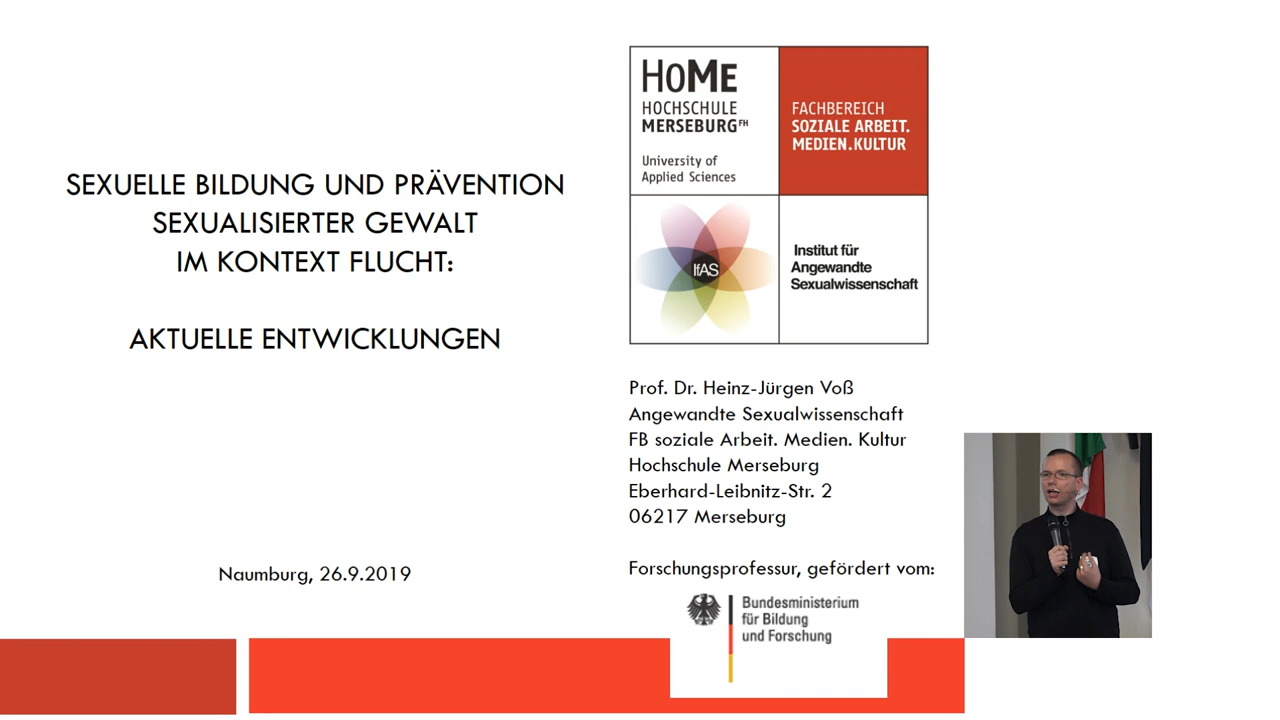 SEXUELLE BILDUNG UND PRÄVENTION
SEXUALISIERTER GEWALT
IM KONTEXT FLUCHT:
AKTUELLE ENTWICKLUNGEN
Naumburg, 26.9.2019
HOME
HOCHSCHULE
MERSEBURG FH
University of
Applied Sciences
FACHBEREICH
SOZIALE ARBEIT.
MEDIEN.KULTUR
IfAS
Institut für
Angewandte
Sexualwissenschaft
Prof. Dr. Heinz-Jürgen Voß
Angewandte Sexualwissenschaft
FB soziale Arbeit. Medien. Kultur
Hochschule Merseburg
Eberhard-Leibnitz-Str. 2
06217 Merseburg
Forschungsprofessur, gefördert vom:
Bundesministerium
für Bildung
und Forschung